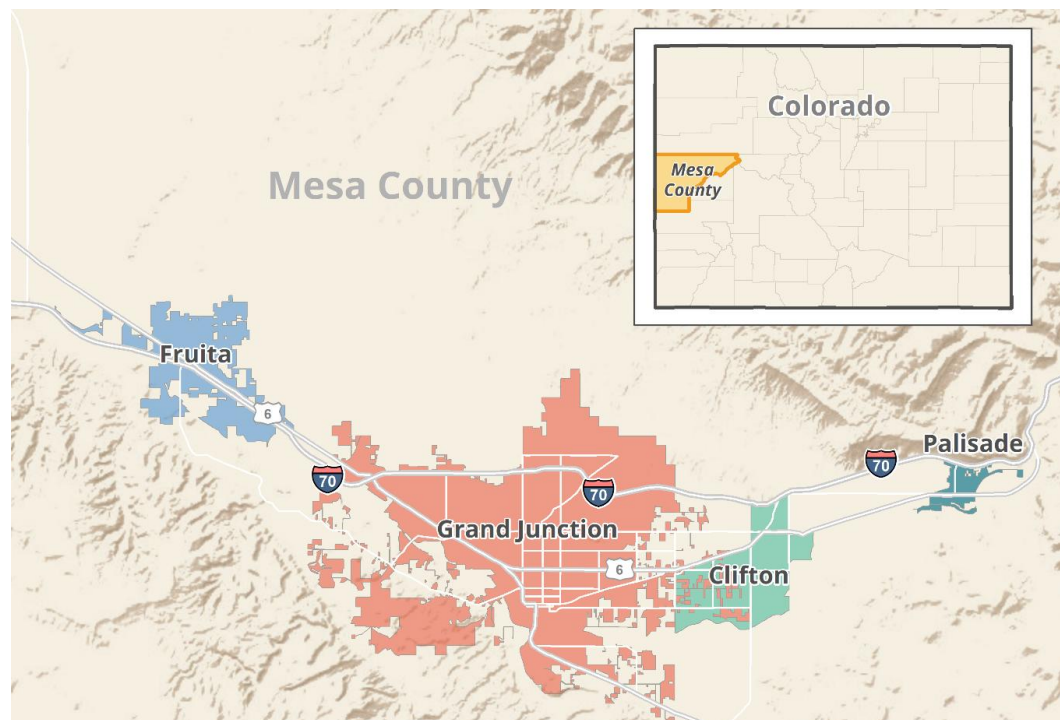 Colorado
Mesa
County
Mesa County
Fruita
6
70
70
Grand Junction
6
Clifton
70
Palisade